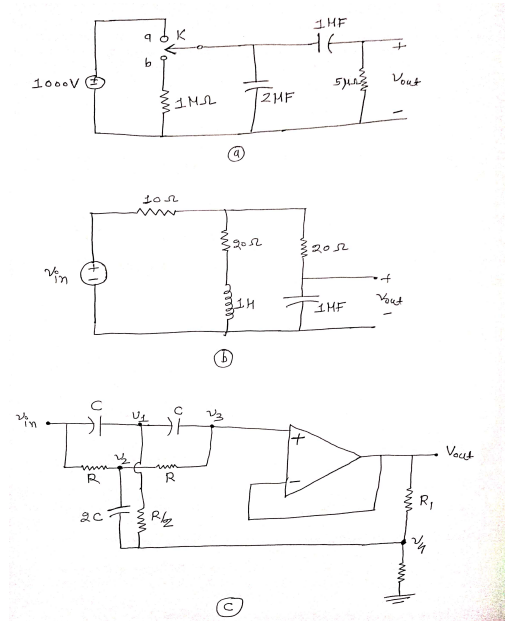 1MF
a
K
b
1000V
1MΩ
2MF
5MΩ
Vout
+
-
a
10Ω
20Ω
20Ω
Vin
+
-
1H
1MF
+
Vout
-
b
Vin
C
V1
C
V3
R
V2
R
2C
R/2
+
-
Vout
R1
V4
C